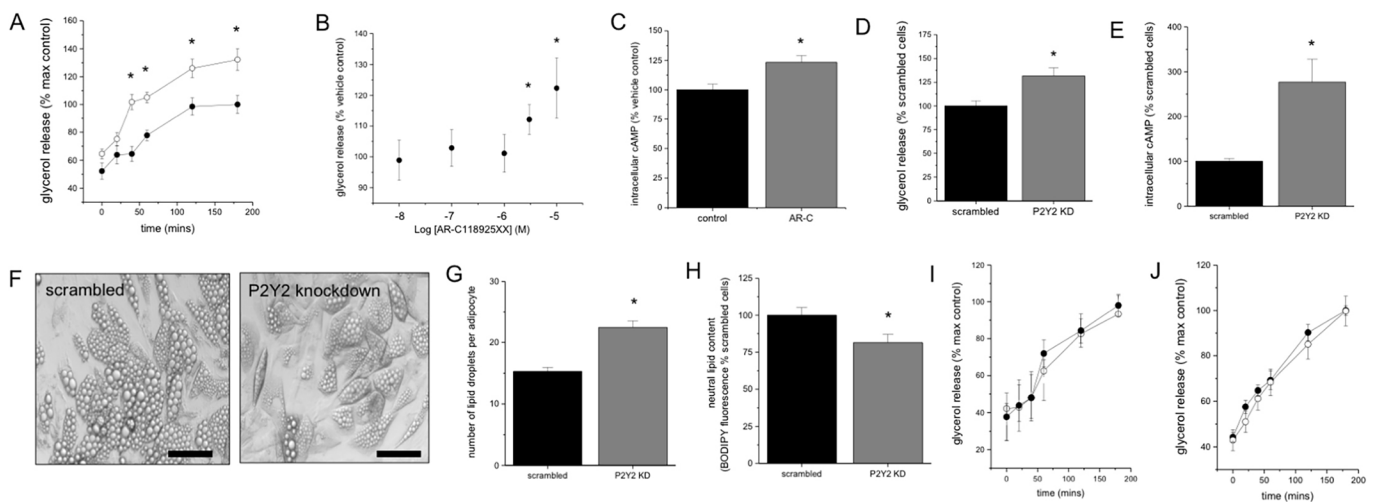 A
glycerol release (% max control)
160
140
120
100
80
60
40
* * * *
0 50 100 150 200
time (mins)
B
glycerol release (% vehicle control)
140
130
120
110
100
90
* *
-8 -7 -6 -5
Log [AR-C118925XX] (M)
C
intracellular cAMP (% vehicle control)
150
125
100
75
50
25
0
*
control AR-C
D
glycerol release (% scrambled cells)
175
150
125
100
75
50
25
0
*
scrambled P2Y2 KD
E
intracellular cAMP (% scrambled cells)
400
300
200
100
0
*
scrambled P2Y2 KD
F
scrambled
P2Y2 knockdown
G
number of lipid droplets per adipocyte
30
20
10
0
*
scrambled P2Y2 KD
H
neutral lipid content
(BODIPY fluorescence % scrambled cells)
125
100
75
50
25
0
*
scrambled P2Y2 KD
I
glycerol release (% max control)
120
100
80
60
40
20
0 50 100 150 200
time (mins)
J
glycerol release (% max control)
120
100
80
60
40
0 50 100 150 200
time (mins)